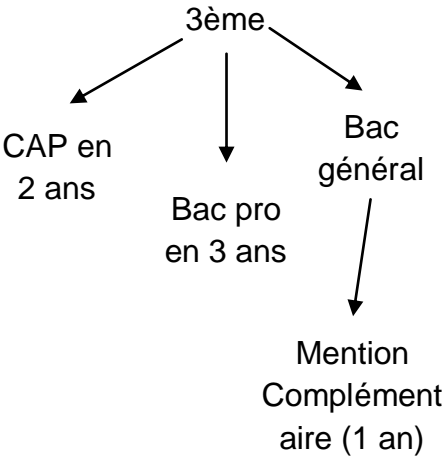 3ème
CAP en
2 ans
Bac pro
en 3 ans
Bac
général
Mention
Complément
aire (1 an)